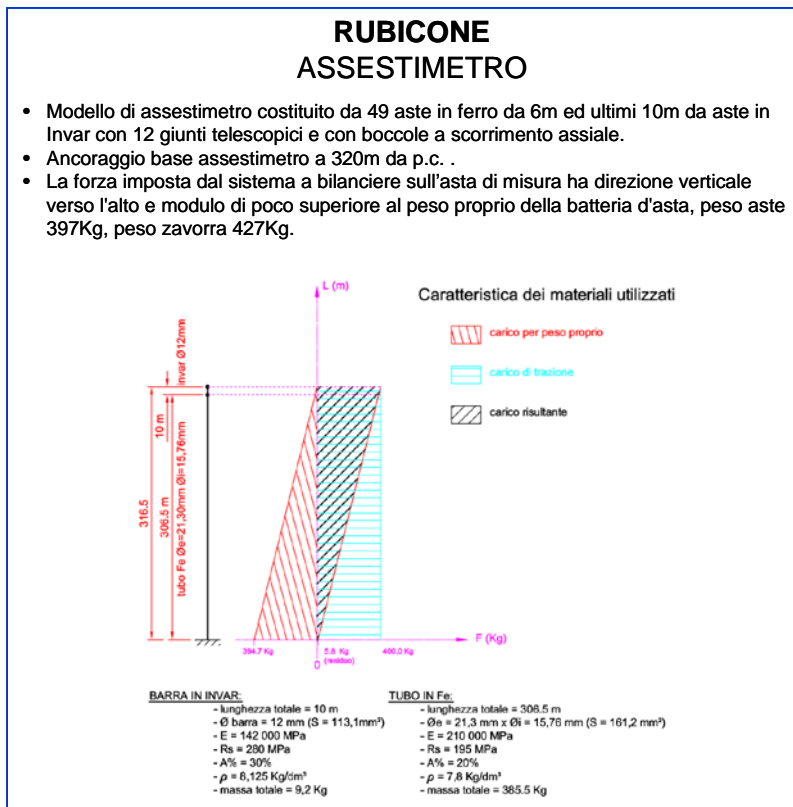 RUBICONE
ASSESTIMETRO
• Modello di assestimetro costituito da 49 aste in ferro da 6m ed ultimi 10m da aste in
Invar con 12 giunti telescopici e con boccole a scorrimento assiale.
• Ancoraggio base assestimetro a 320m da p.c. .
• La forza imposta dal sistema a bilanciere sull'asta di misura ha direzione verticale
verso l'alto e modulo di poco superiore al peso proprio della batteria d'asta, peso aste
397Kg, peso zavorra 427Kg.
L (m)
Caratteristica dei materiali utilizzati
carico per peso proprio
carico di trazione
carico risultante
invar Ø12mm
10 m
316.5
306.5 m
tubo Fe Øe=21,30mm Øi=15,76mm
F (Kg)
394.7 Kg
5.8 Kg
(residuo)
400.0 Kg
0
BARRA IN INVAR:
- lunghezza totale = 10 m
- Ø barra = 12 mm (S = 113,1mm²)
- E = 142 000 MPa
- Rs = 280 MPa
- A% = 30%
- ρ = 8,125 Kg/dm³
- massa totale = 9,2 Kg
TUBO IN Fe:
- lunghezza totale = 306.5 m
- Øe = 21,3 mm x Øi = 15,76 mm (S = 161,2 mm²)
- E = 210 000 MPa
- Rs = 195 MPa
- A% = 20%
- ρ = 7,8 Kg/dm³
- massa totale = 385.5 Kg